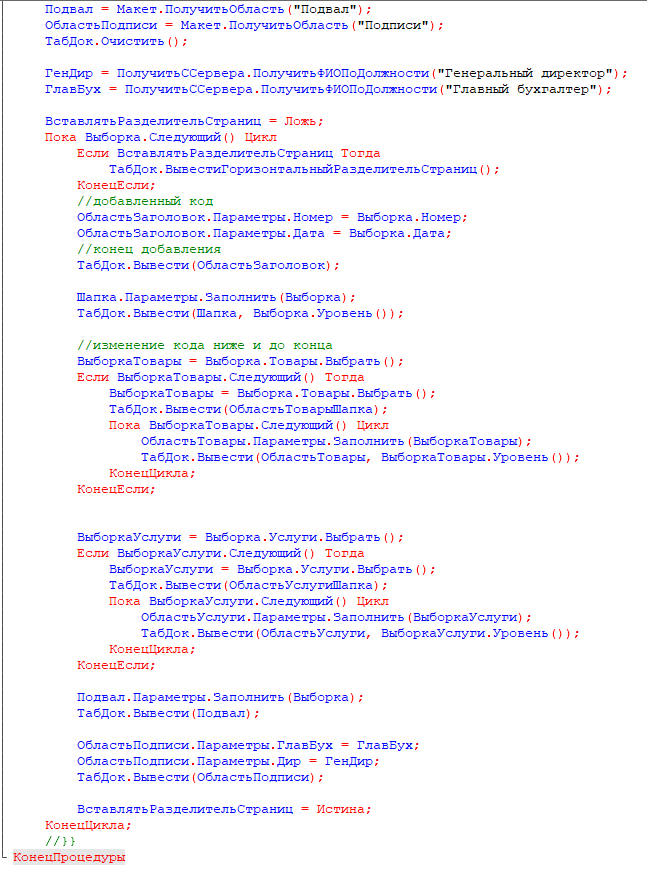 Подвал = Макет.ПолучитьОбласть("Подвал");
ОбластьПодписи = Макет.ПолучитьОбласть("Подписи");
ТабДок.Очистить();
ГенДир = ПолучитьССервера.ПолучитьФИОПоДолжности("Генеральный директор");
ГлавБух = ПолучитьССервера.ПолучитьФИОПоДолжности("Главный бухгалтер");
ВставлятьРазделительСтраниц = Ложь;
Пока Выборка.Следующий() Цикл
Если ВставлятьРазделительСтраниц Тогда
ТабДок.ВывестиГоризонтальныйРазделительСтраниц();
КонецЕсли;
//добавленный код
ОбластьЗаголовок.Параметры.Номер = Выборка.Номер;
ОбластьЗаголовок.Параметры.Дата = Выборка.Дата;
//конец добавления
ТабДок.Вывести(ОбластьЗаголовок);
Шапка.Параметры.Заполнить(Выборка);
ТабДок.Вывести(Шапка, Выборка.Уровень());
//изменение кода ниже и до конца
ВыборкаТовары = Выборка.Товары.Выбрать();
Если ВыборкаТовары.Следующий() Тогда
ВыборкаТовары = Выборка.Товары.Выбрать();
ТабДок.Вывести(ОбластьТоварыШапка);
Пока ВыборкаТовары.Следующий() Цикл
ОбластьТовары.Параметры.Заполнить(ВыборкаТовары);
ТабДок.Вывести(ОбластьТовары, ВыборкаТовары.Уровень());
КонецЦикла;
КонецЕсли;
ВыборкаУслуги = Выборка.Услуги.Выбрать();
Если ВыборкаУслуги.Следующий() Тогда
ВыборкаУслуги = Выборка.Услуги.Выбрать();
ТабДок.Вывести(ОбластьУслугиШапка);
Пока ВыборкаУслуги.Следующий() Цикл
ОбластьУслуги.Параметры.Заполнить(ВыборкаУслуги);
ТабДок.Вывести(ОбластьУслуги, ВыборкаУслуги.Уровень());
КонецЦикла;
КонецЕсли;
Подвал.Параметры.Заполнить(Выборка);
ТабДок.Вывести(Подвал);
ОбластьПодписи.Параметры.ГлавБух = ГлавБух;
ОбластьПодписи.Параметры.Дир = ГенДир;
ТабДок.Вывести(ОбластьПодписи);
ВставлятьРазделительСтраниц = Истина;
КонецЦикла;
//}}
КонецПроцедуры